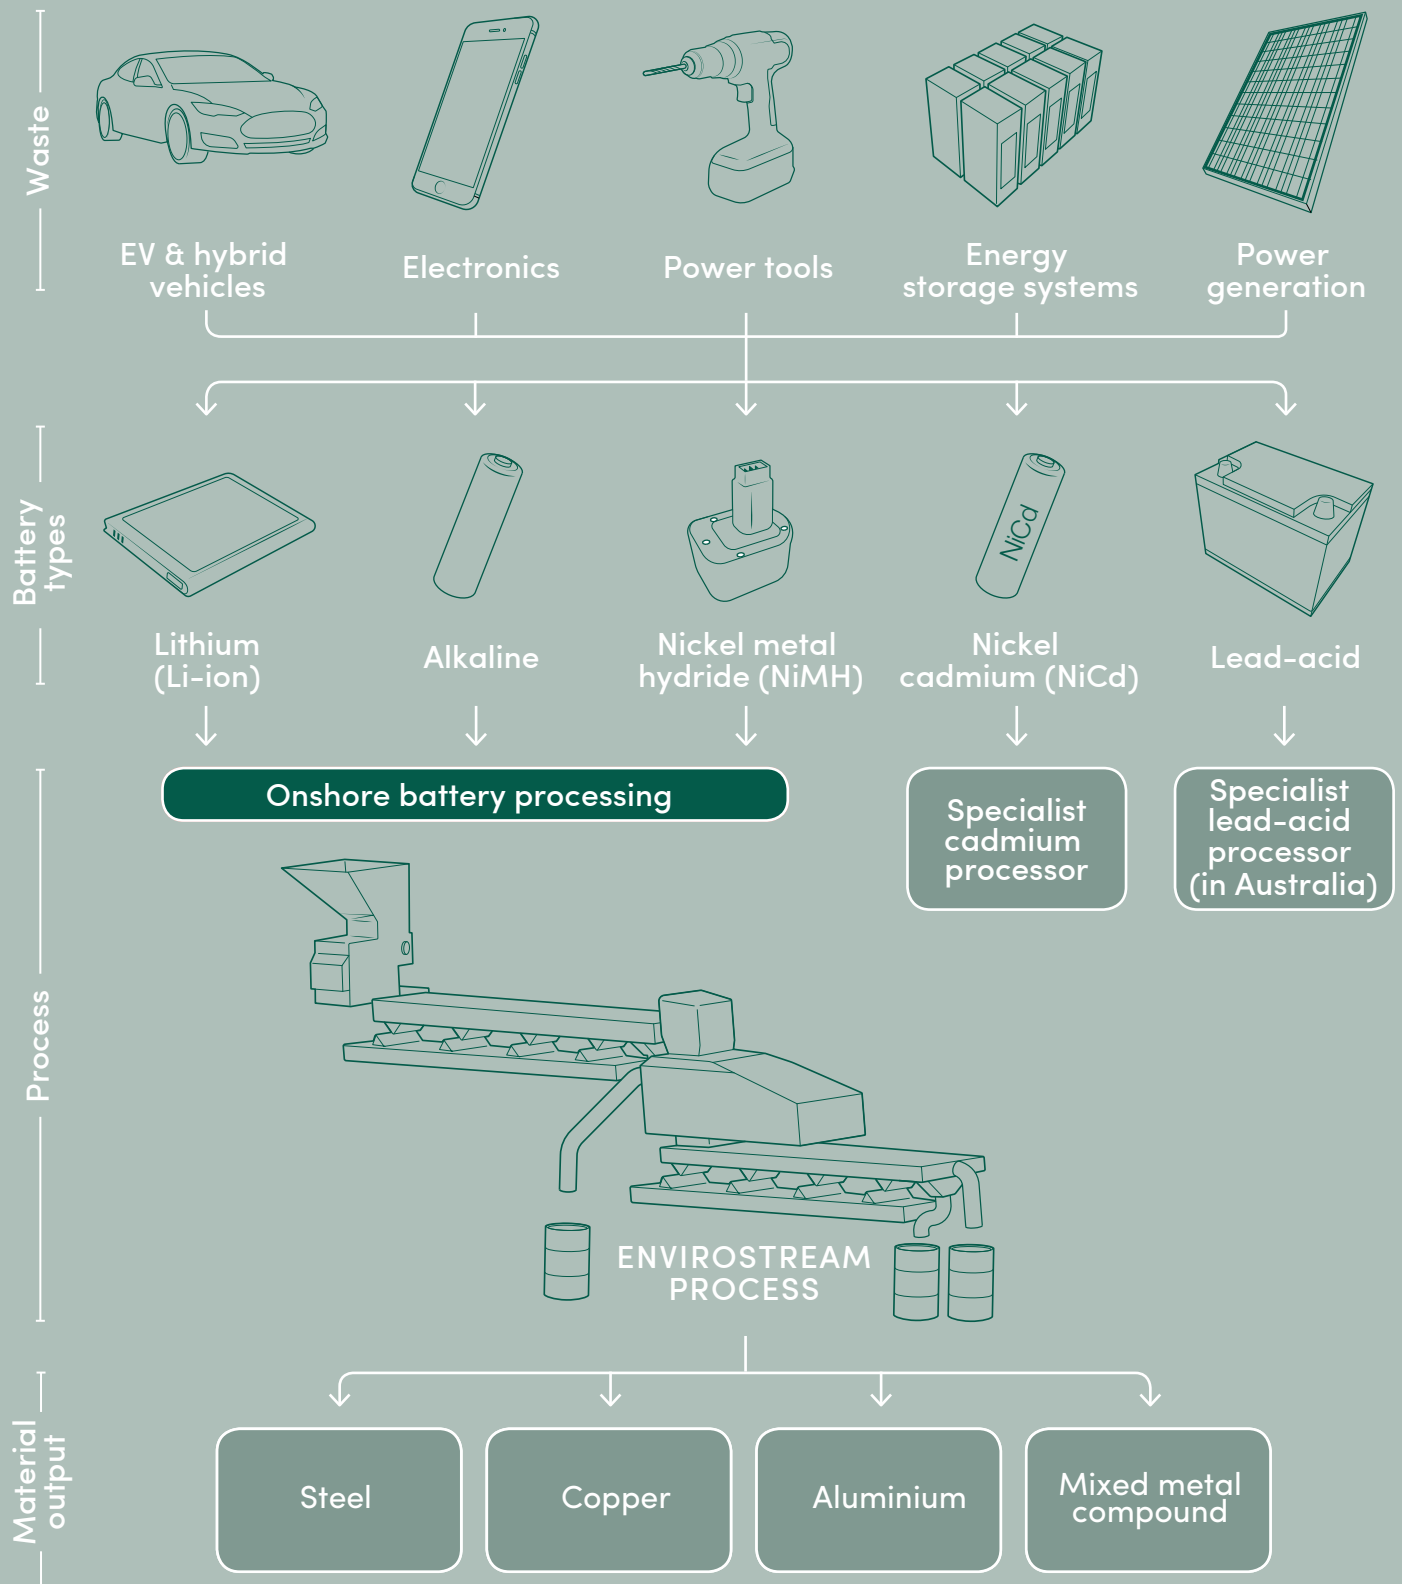 Waste
EV & hybrid
vehicles
Electronics
Power tools
Energy
storage systems
Power
generation
Battery
types
NiCd
Lithium
(Li-ion)
Alkaline
Nickel metal
hydride (NiMH)
Nickel
cadmium (NiCd)
Lead-acid
Process
Onshore battery processing
Specialist
cadmium
processor
Specialist
lead-acid
processor
(in Australia)
ENVIROSTREAM
PROCESS
Material
output
Steel
Copper
Aluminium
Mixed metal
compound